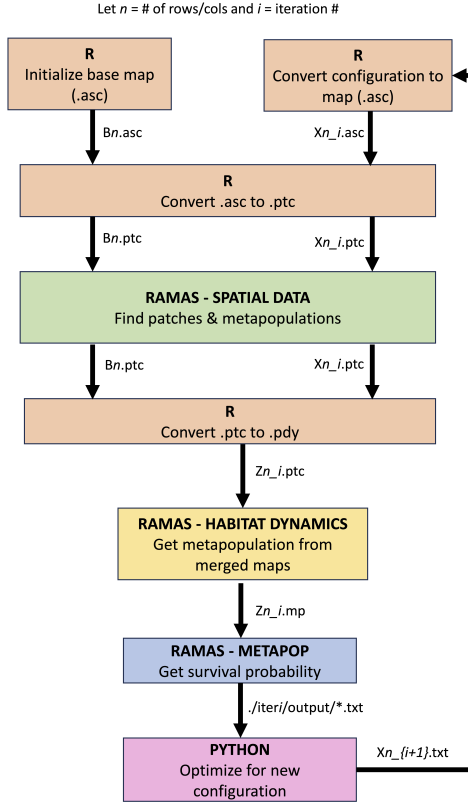 Let n = # of rows/cols and i = iteration #
R
Initialize base map
(.asc)
R
Convert configuration to
map (.asc)
Bn.asc
Xn_i.asc
R
Convert .asc to .ptc
Bn.ptc
Xn_i.ptc
RAMAS - SPATIAL DATA
Find patches & metapopulations
Bn.ptc
Xn_i.ptc
R
Convert .ptc to .pdy
Zn_i.ptc
RAMAS - HABITAT DYNAMICS
Get metapopulation from
merged maps
Zn_i.mp
RAMAS - METAPOP
Get survival probability
./iteri/output/*.txt
PYTHON
Optimize for new
configuration
Xn_{i+1}.txt